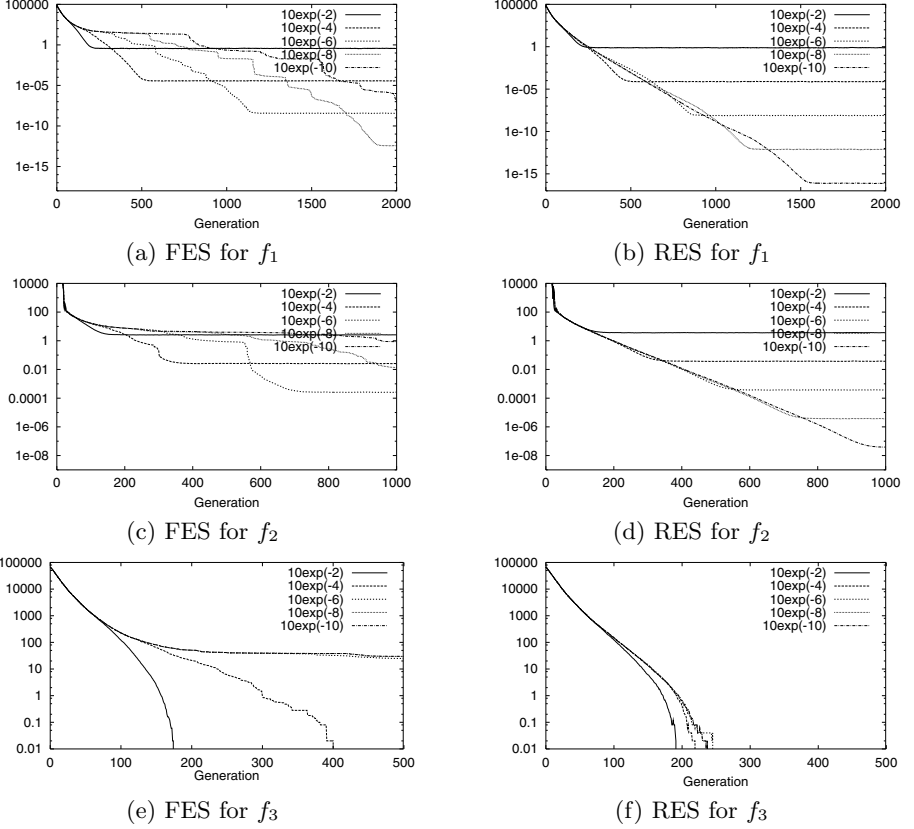 100000
1
1e-05
1e-10
1e-15
0 500 1000 1500 2000
Generation
10exp(-2)
10exp(-4)
10exp(-6)
10exp(-8)
10exp(-10)
(a) FES for f1
100000
1
1e-05
1e-10
1e-15
0 500 1000 1500 2000
Generation
10exp(-2)
10exp(-4)
10exp(-6)
10exp(-8)
10exp(-10)
(b) RES for f1
10000
100
1
0.01
0.0001
1e-06
1e-08
0 200 400 600 800 1000
Generation
10exp(-2)
10exp(-4)
10exp(-6)
10exp(-8)
10exp(-10)
(c) FES for f2
10000
100
1
0.01
0.0001
1e-06
1e-08
0 200 400 600 800 1000
Generation
10exp(-2)
10exp(-4)
10exp(-6)
10exp(-8)
10exp(-10)
(d) RES for f2
100000
10000
1000
100
10
1
0.1
0.01
0 100 200 300 400 500
Generation
10exp(-2)
10exp(-4)
10exp(-6)
10exp(-8)
10exp(-10)
(e) FES for f3
100000
10000
1000
100
10
1
0.1
0.01
0 100 200 300 400 500
Generation
10exp(-2)
10exp(-4)
10exp(-6)
10exp(-8)
10exp(-10)
(f) RES for f3